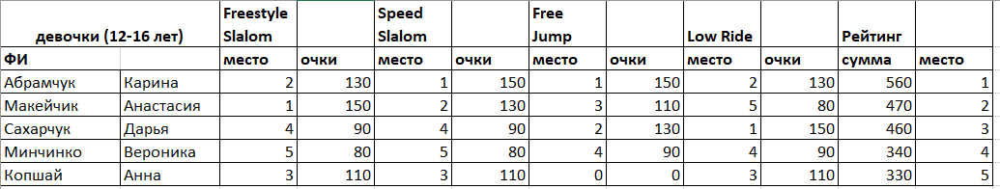 девочки (12-16 лет) Freestyle Slalom Speed Slalom Free Jump Low Ride Рейтинг
ФИ место очки место очки место очки место очки сумма место
Абрамчук Карина 2 130 1 150 1 150 2 130 560 1
Макейчик Анастасия 1 150 2 130 3 110 5 80 470 2
Сахарчук Дарья 4 90 4 90 2 130 1 150 460 3
Минчинко Вероника 5 80 5 80 4 90 4 90 340 4
Копшай Анна 3 110 3 110 0 0 3 110 330 5